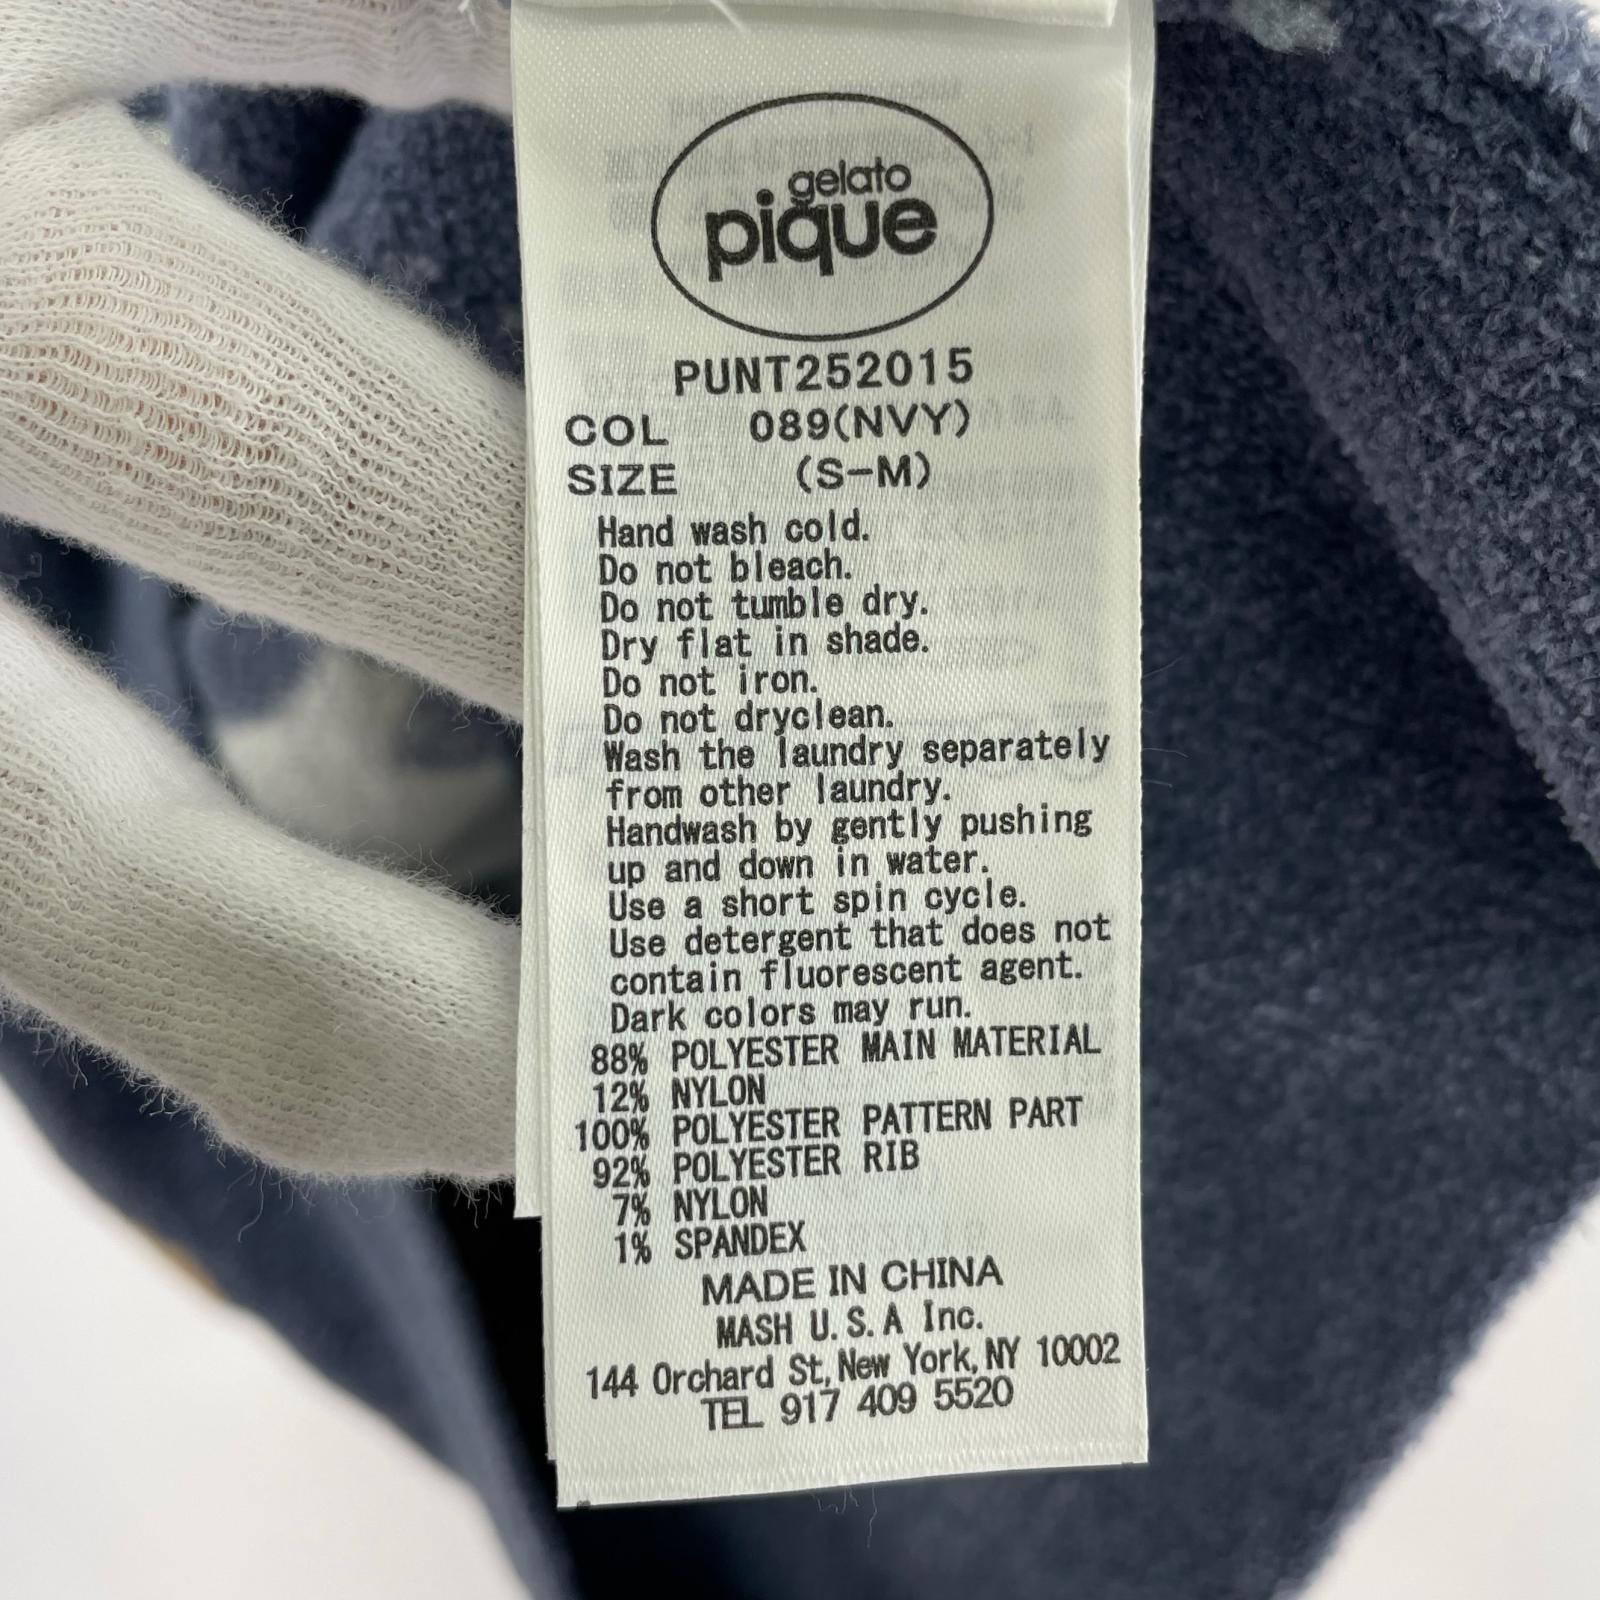 gelato
pique
PUNT252015
COL 089(NVY)
SIZE (S-M)
Hand wash cold.
Do not bleach.
Do not tumble dry.
Dry flat in shade.
Do not iron.
Do not dryclean.
Wash the laundry separately
from other laundry.
Handwash by gently pushing
up and down in water.
Use a short spin cycle.
Use detergent that does not
contain fluorescent agent.
Dark colors may run.
88% POLYESTER MAIN MATERIAL
12% NYLON
100% POLYESTER PATTERN PART
92% POLYESTER RIB
7% NYLON
1% SPANDEX
MADE IN CHINA
MASH U.S.A Inc.
144 Orchard St, New York, NY 10002
TEL 917 409 5520